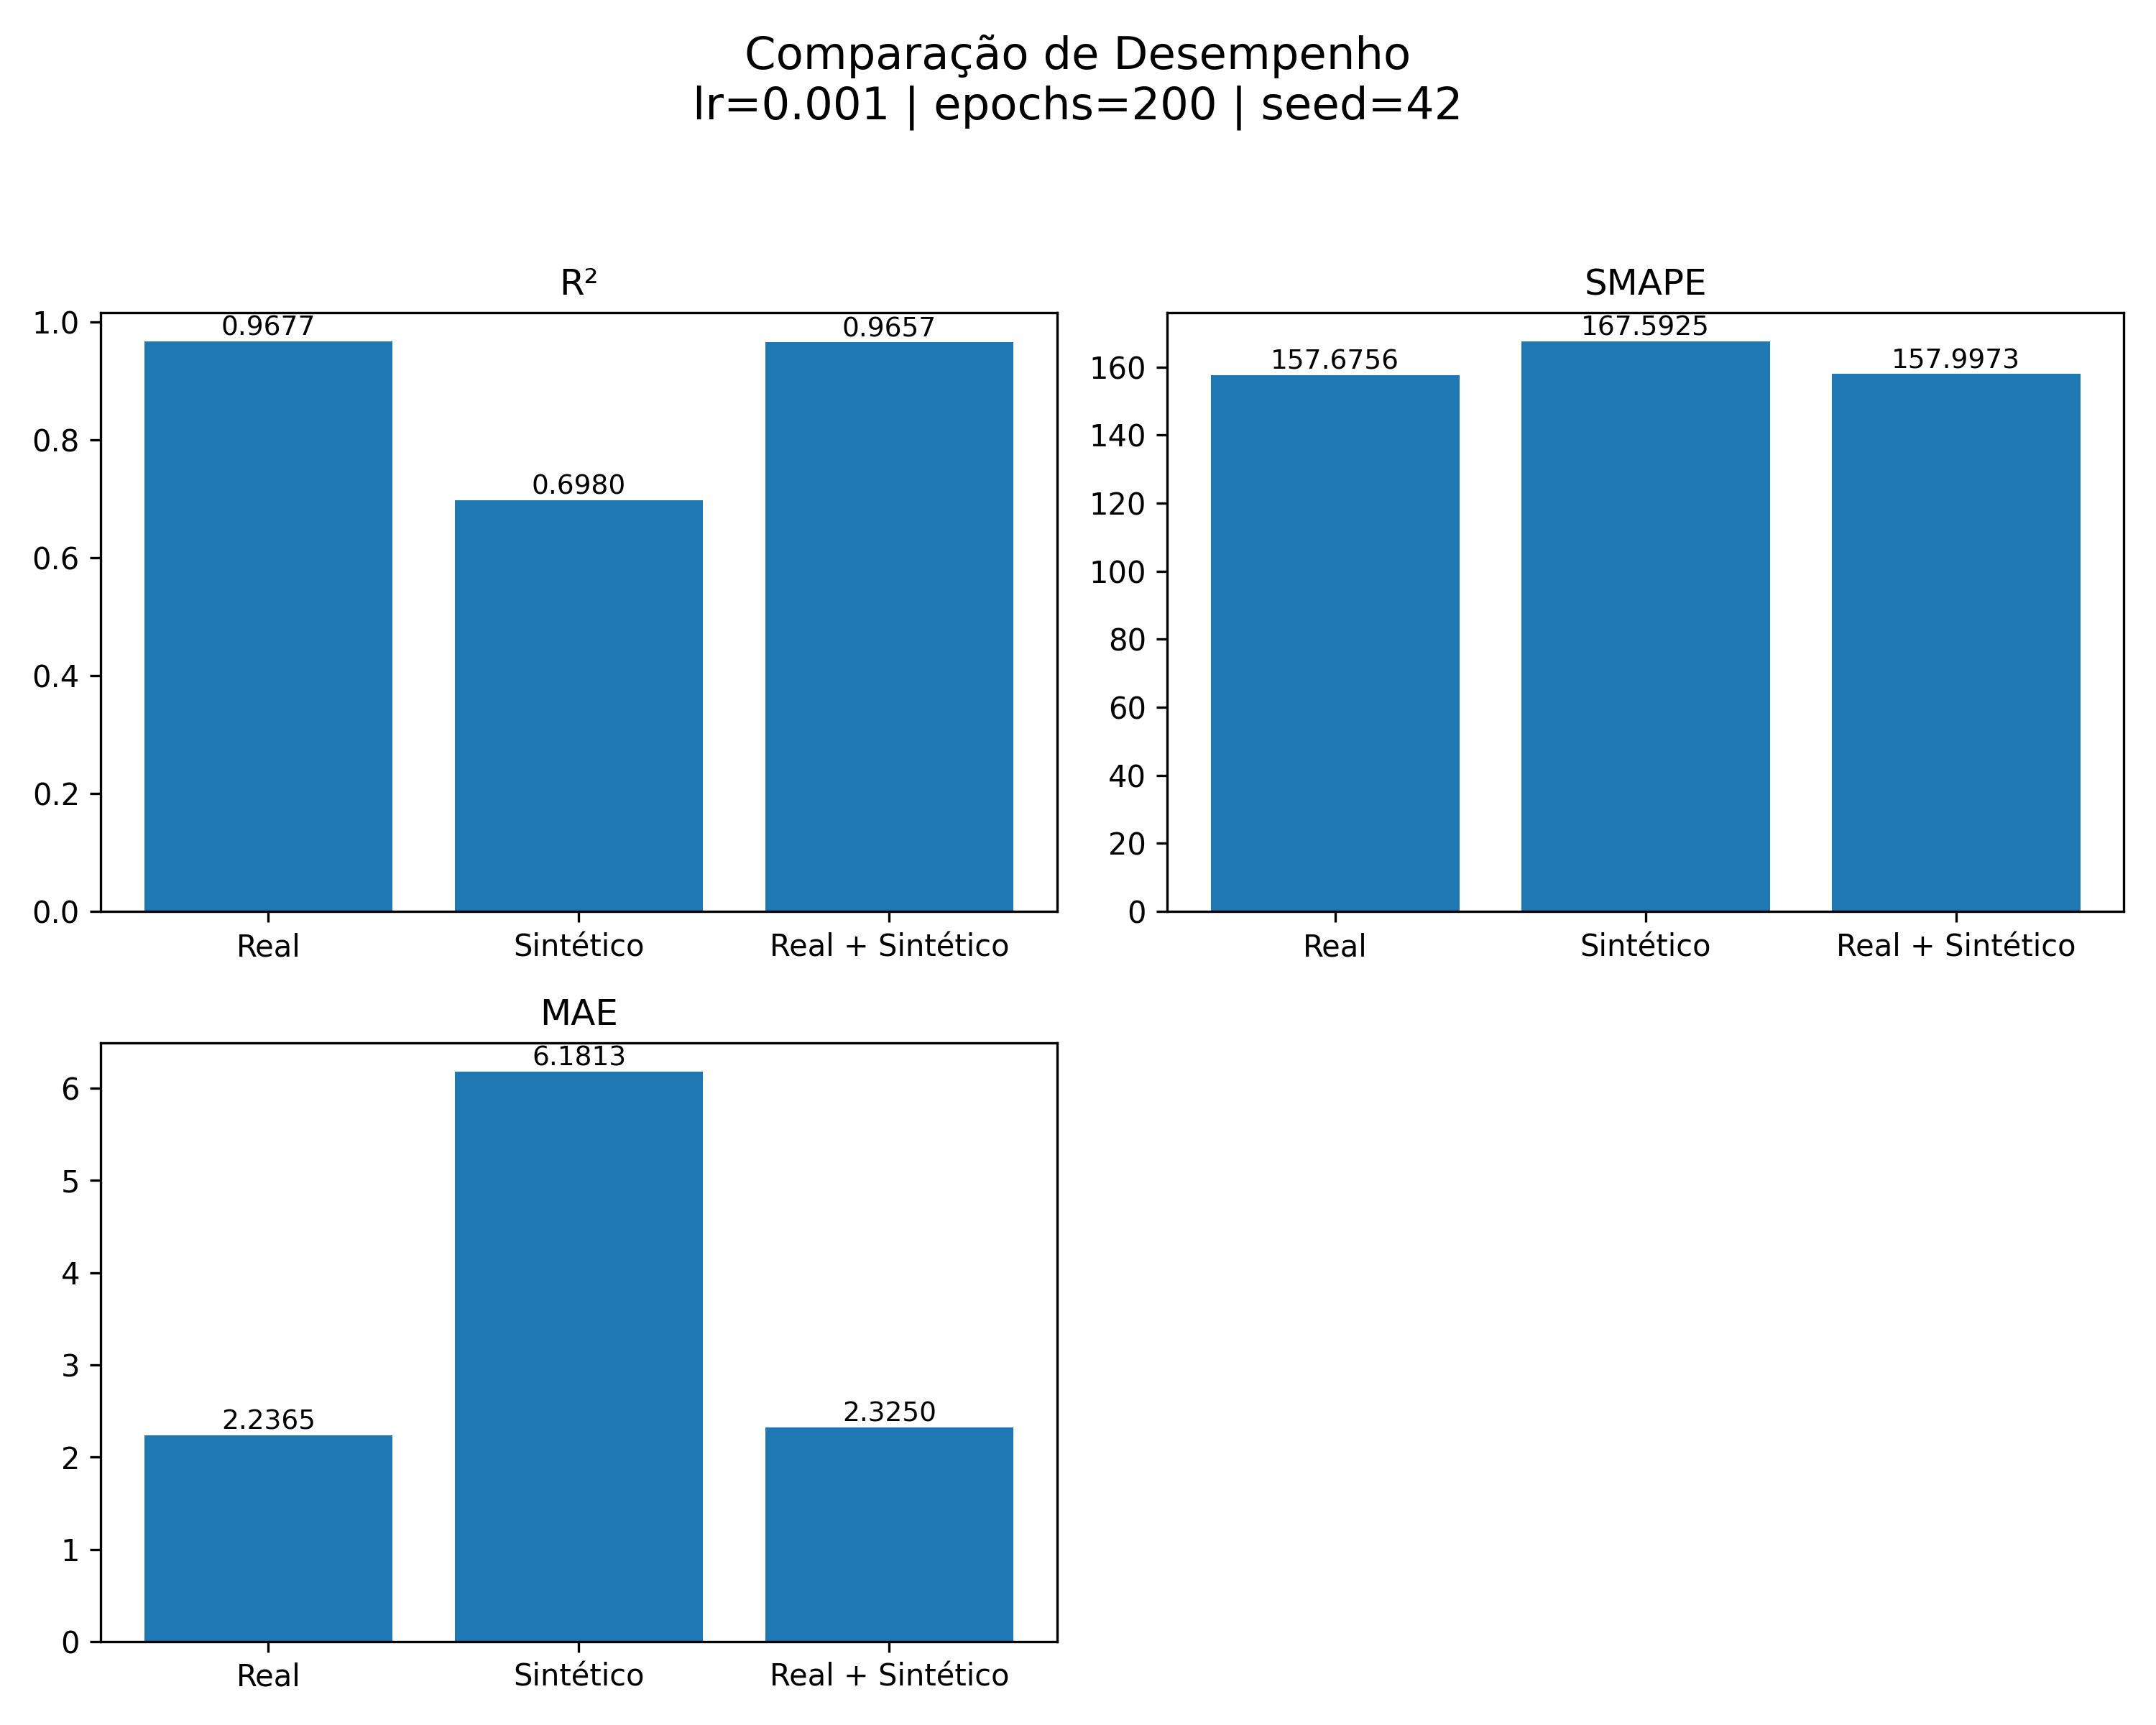 Comparação de Desempenho
lr=0.001 | epochs=200 | seed=42
R²
1.0
0.8
0.6
0.4
0.2
0.0
0.9677
0.6980
0.9657
Real
Sintético
Real + Sintético
SMAPE
160
140
120
100
80
60
40
20
0
157.6756
167.5925
157.9973
Real
Sintético
Real + Sintético
MAE
6
5
4
3
2
1
0
2.2365
6.1813
2.3250
Real
Sintético
Real + Sintético